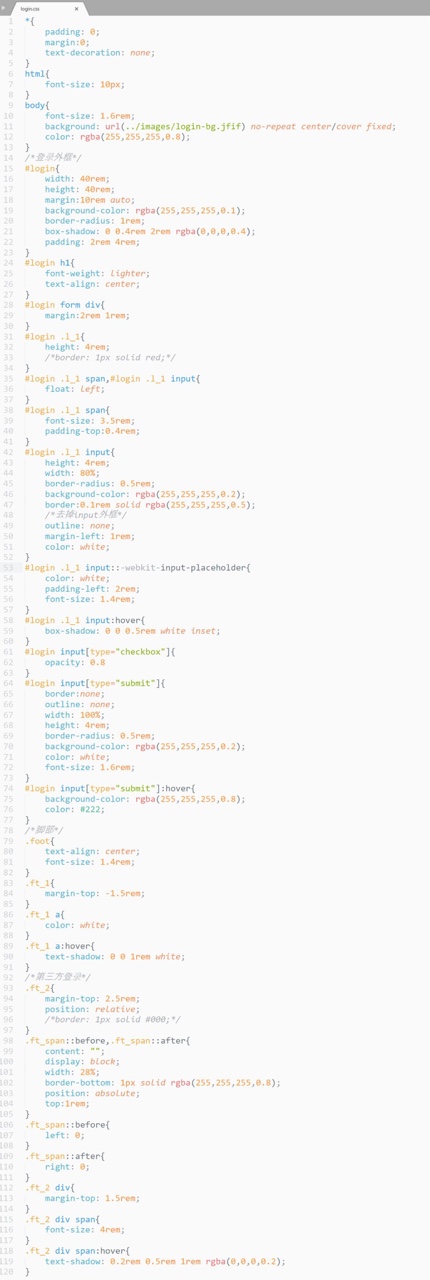 login.css ×
1 *{
2 padding: 0;
3 margin:0;
4 text-decoration: none;
5 }
6 html{
7 font-size: 10px;
8 }
9 body{
10 font-size: 1.6rem;
11 background: url(../images/login-bg.jfif) no-repeat center/cover fixed;
12 color: rgba(255,255,255,0.8);
13 }
14 /*登录外框*/
15 #login{
16 width: 40rem;
17 height: 40rem;
18 margin:10rem auto;
19 background-color: rgba(255,255,255,0.1);
20 border-radius: 1rem;
21 box-shadow: 0 0.4rem 2rem rgba(0,0,0,0.4);
22 padding: 2rem 4rem;
23 }
24 #login h1{
25 font-weight: lighter;
26 text-align: center;
27 }
28 #login form div{
29 margin:2rem 1rem;
30 }
31 #login .l_1{
32 height: 4rem;
33 /*border: 1px solid red;*/
34 }
35 #login .l_1 span,#login .l_1 input{
36 float: left;
37 }
38 #login .l_1 span{
39 font-size: 3.5rem;
40 padding-top:0.4rem;
41 }
42 #login .l_1 input{
43 height: 4rem;
44 width: 80%;
45 border-radius: 0.5rem;
46 background-color: rgba(255,255,255,0.2);
47 border:0.1rem solid rgba(255,255,255,0.5);
48 /*去掉input外框*/
49 outline: none;
50 margin-left: 1rem;
51 color: white;
52 }
53 #login .l_1 input::-webkit-input-placeholder{
54 color: white;
55 padding-left: 2rem;
56 font-size: 1.4rem;
57 }
58 #login .l_1 input:hover{
59 box-shadow: 0 0 0.5rem white inset;
60 }
61 #login input[type="checkbox"]{
62 opacity: 0.8
63 }
64 #login input[type="submit"]{
65 border:none;
66 outline: none;
67 width: 100%;
68 height: 4rem;
69 border-radius: 0.5rem;
70 background-color: rgba(255,255,255,0.2);
71 color: white;
72 font-size: 1.6rem;
73 }
74 #login input[type="submit"]:hover{
75 background-color: rgba(255,255,255,0.8);
76 color: #222;
77 }
78 /*脚部*/
79 .foot{
80 text-align: center;
81 font-size: 1.4rem;
82 }
83 .ft_1{
84 margin-top: -1.5rem;
85 }
86 .ft_1 a{
87 color: white;
88 }
89 .ft_1 a:hover{
90 text-shadow: 0 0 1rem white;
91 }
92 /*第三方登录*/
93 .ft_2{
94 margin-top: 2.5rem;
95 position: relative;
96 /*border: 1px solid #000;*/
97 }
98 .ft_span::before,.ft_span::after{
99 content: "";
100 display: block;
101 width: 28%;
102 border-bottom: 1px solid rgba(255,255,255,0.8);
103 position: absolute;
104 top:1rem;
105 }
106 .ft_span::before{
107 left: 0;
108 }
109 .ft_span::after{
110 right: 0;
111 }
112 .ft_2 div{
113 margin-top: 1.5rem;
114 }
115 .ft_2 div span{
116 font-size: 4rem;
117 }
118 .ft_2 div span:hover{
119 text-shadow: 0.2rem 0.5rem 1rem rgba(0,0,0,0.2);
120 }